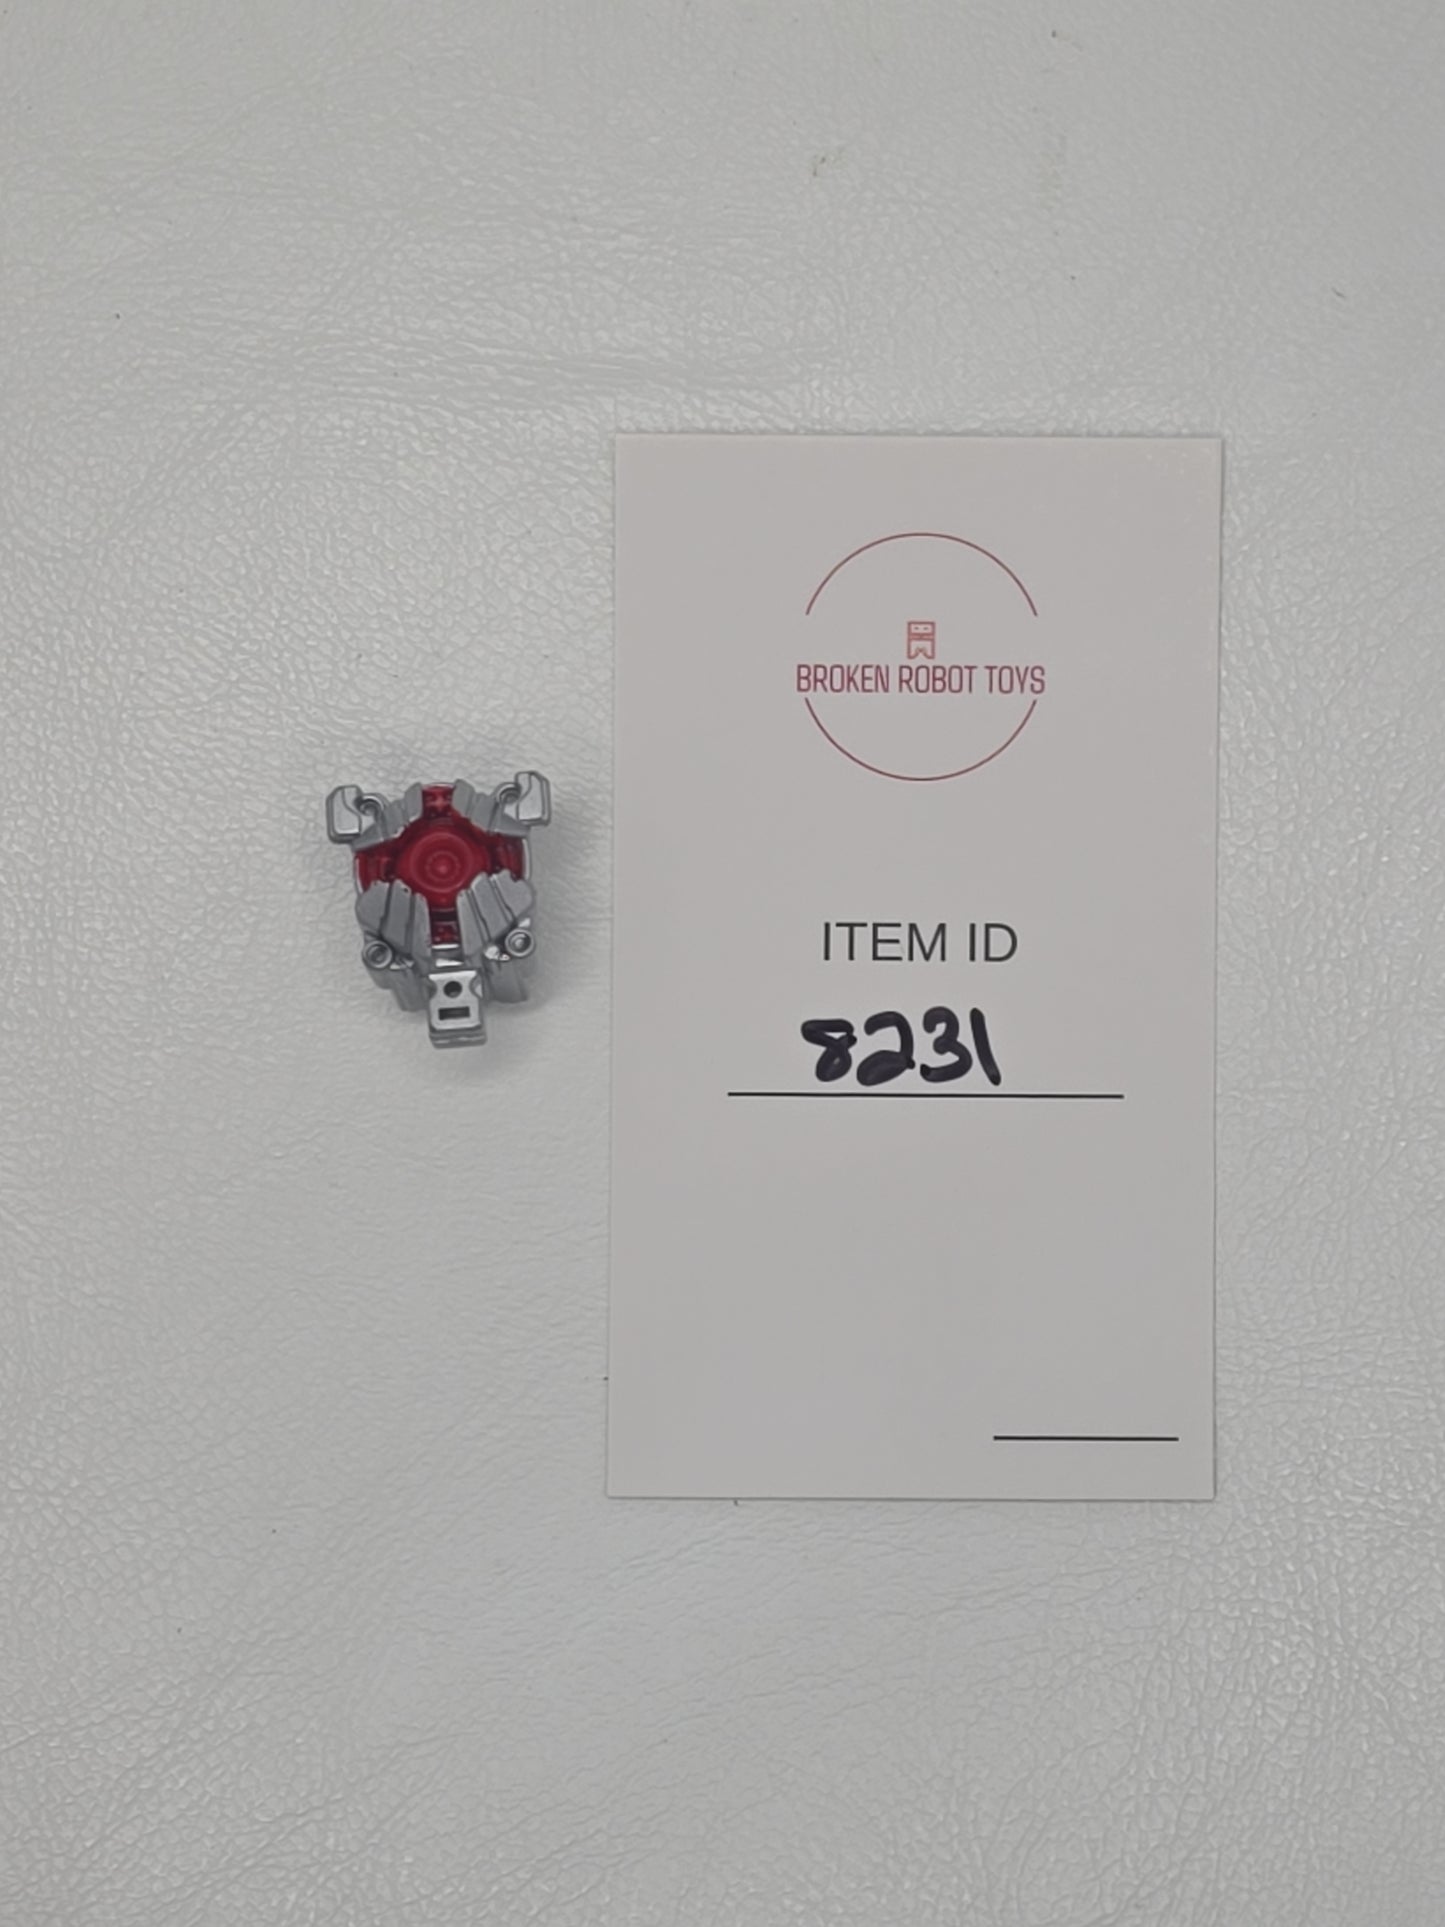 BROKEN ROBOT TOYS
ITEM ID
8231